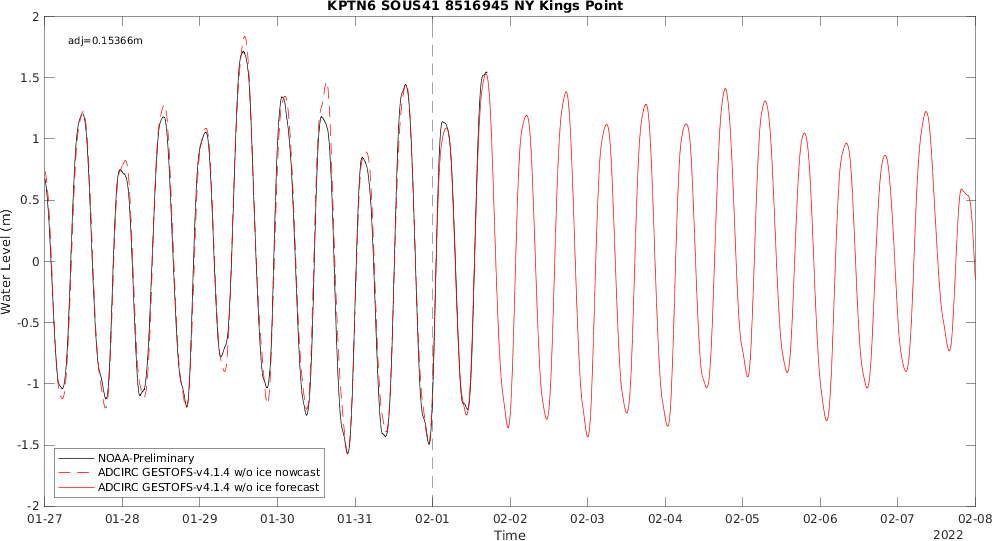 KPTN6 SOUS41 8516945 NY Kings Point
adj=0.15366m
2
1.5
1
0.5
0
-0.5
-1
-1.5
-2
Water Level (m)
NOAA-Preliminary
ADCIRC GESTOFS-v4.1.4 w/o ice nowcast
ADCIRC GESTOFS-v4.1.4 w/o ice forecast
01-27 01-28 01-29 01-30 01-31 02-01 02-02 02-03 02-04 02-05 02-06 02-07 02-08
Time
2022